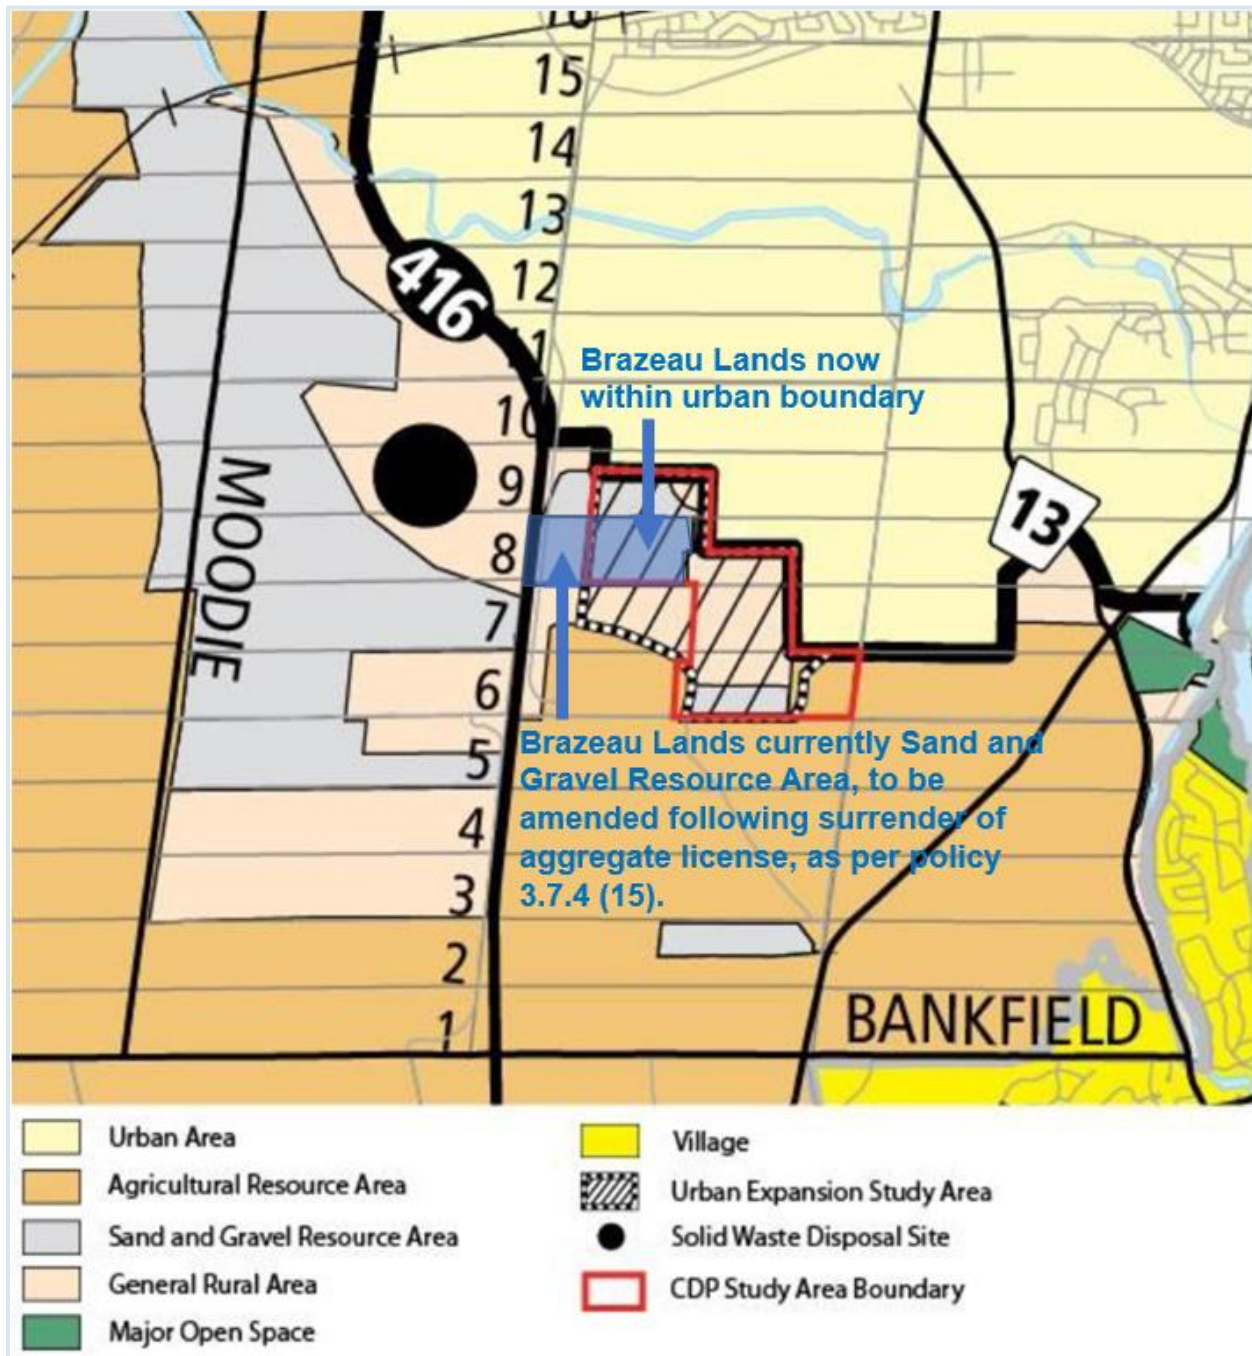 16
15
14
13
12
416
11
Brazeau Lands now
within urban boundary
10
9
13
8
MOODIE
7
6
Brazeau Lands currently Sand and
Gravel Resource Area, to be
amended following surrender of
aggregate license, as per policy
3.7.4 (15).
5
4
3
2
BANKFIELD
1
Urban Area
Agricultural Resource Area
Sand and Gravel Resource Area
General Rural Area
Major Open Space
Village
Urban Expansion Study Area
Solid Waste Disposal Site
CDP Study Area Boundary